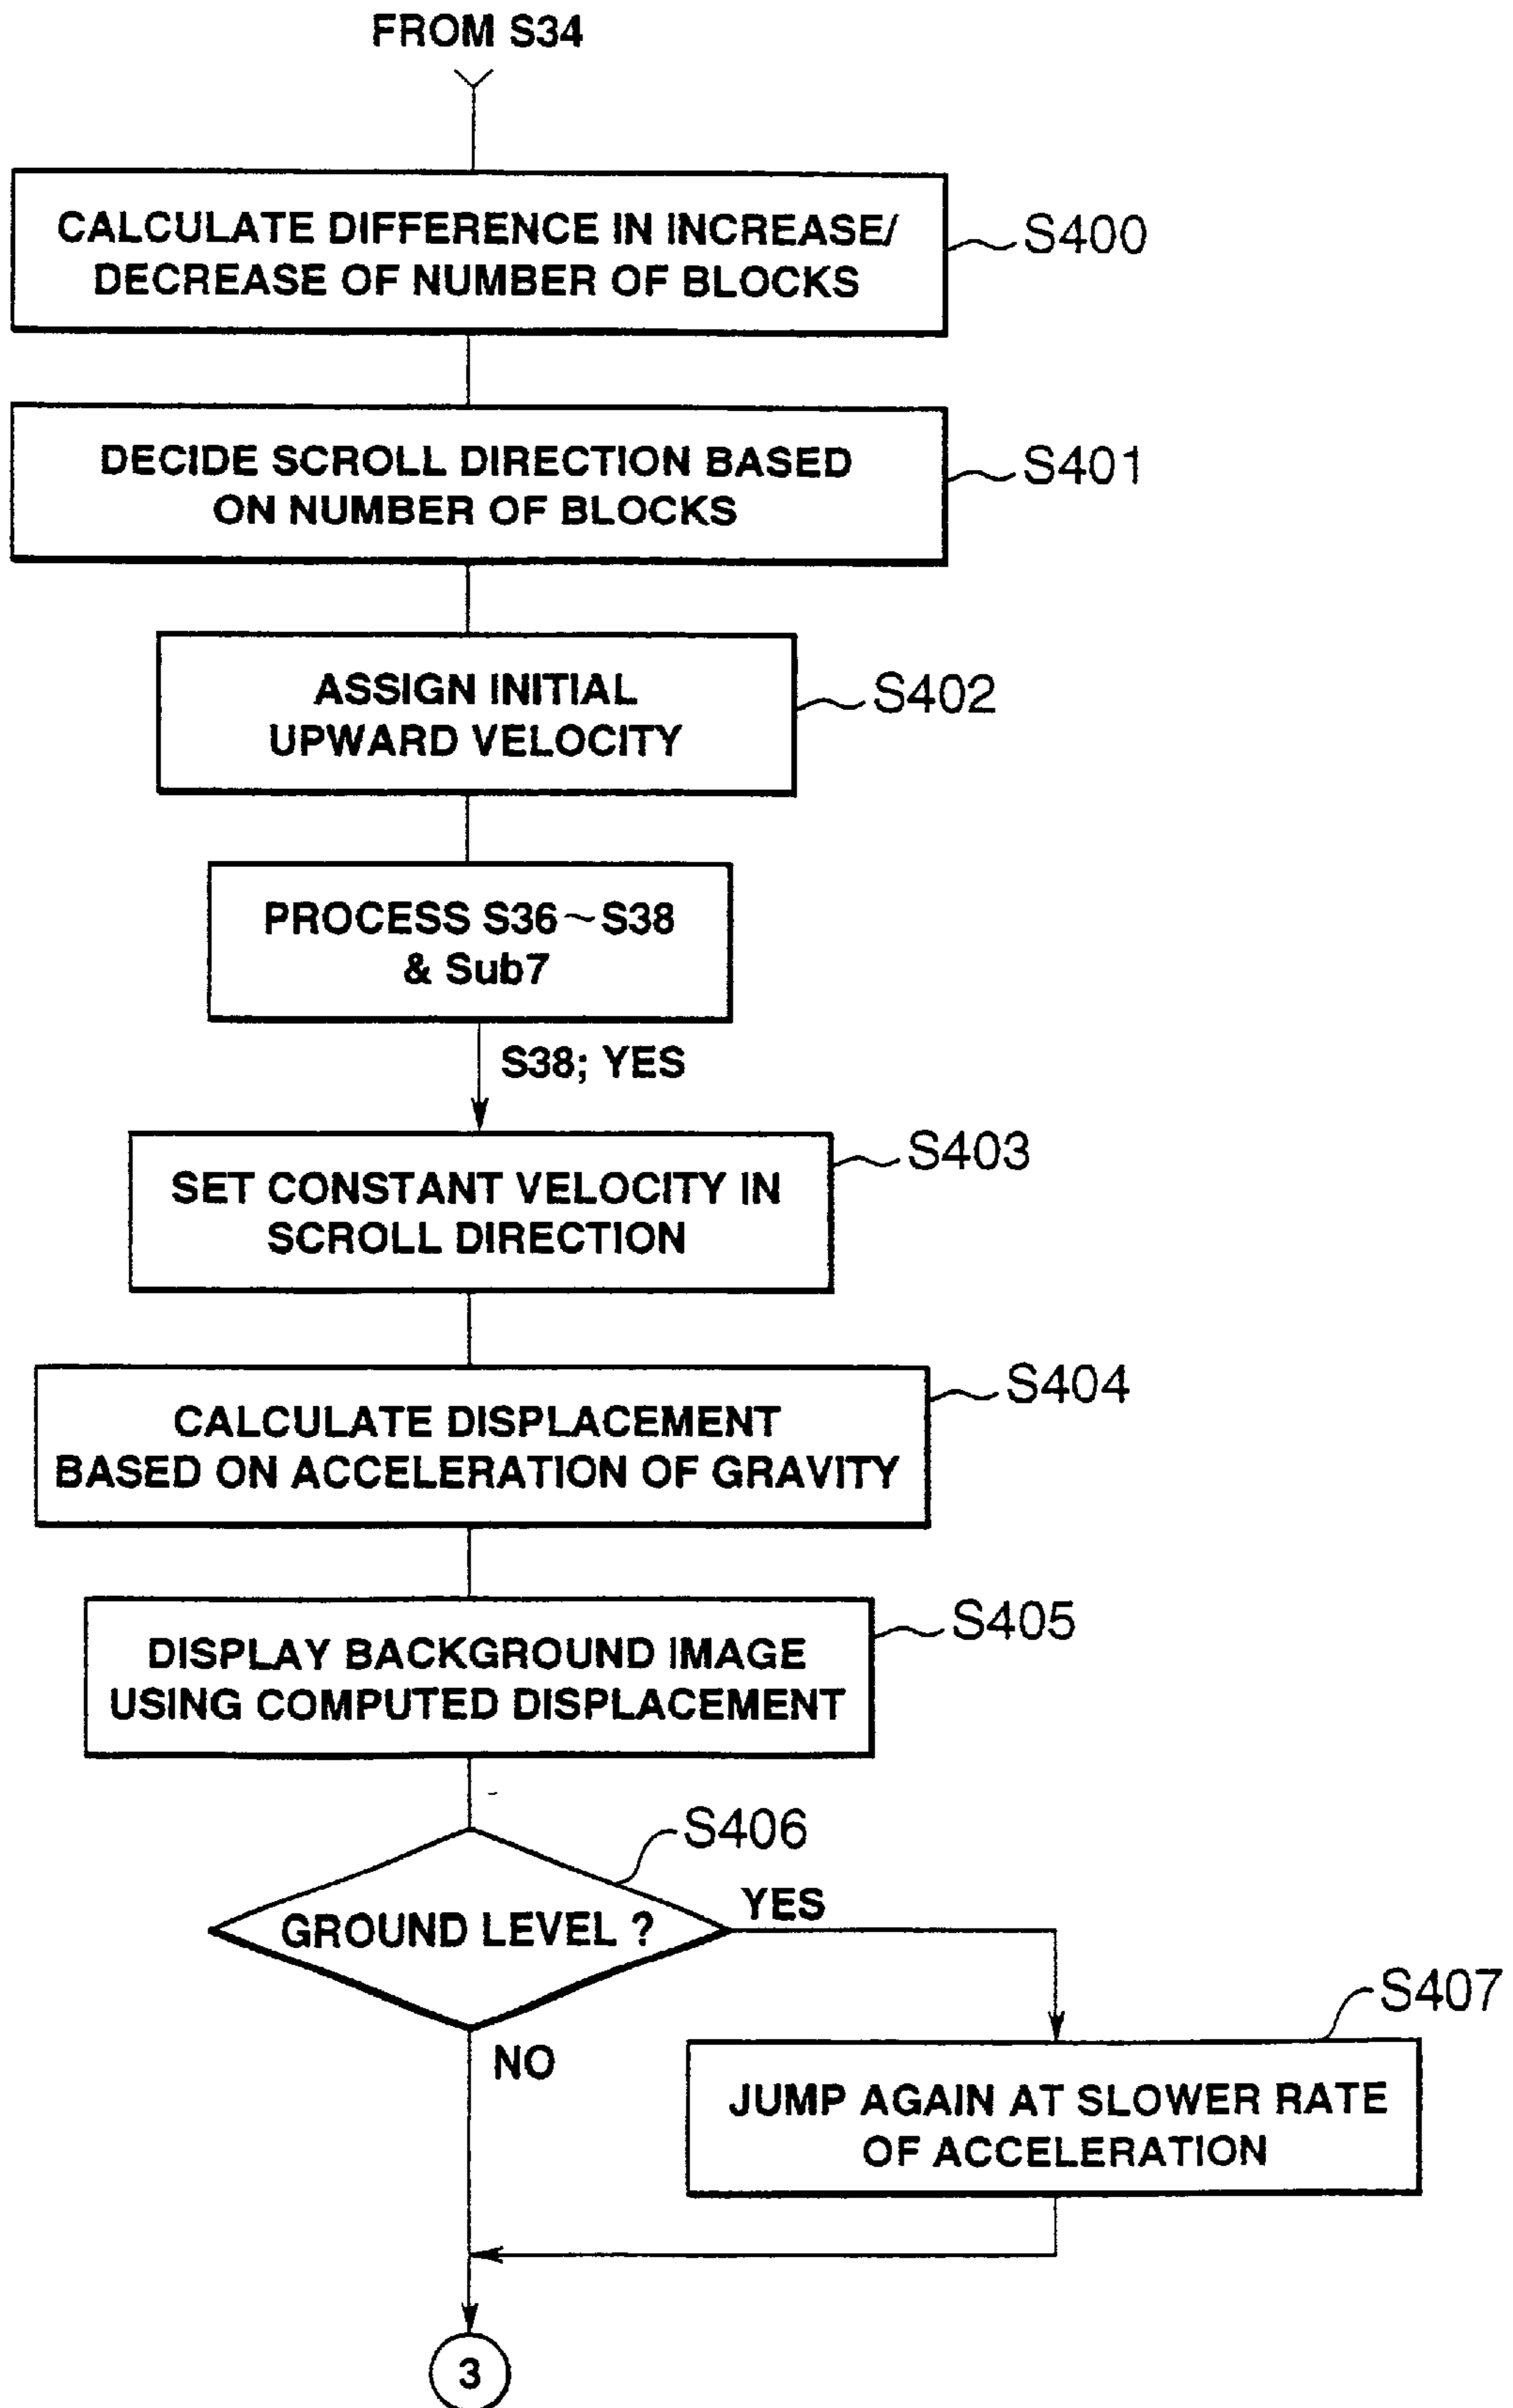 FROM S34
CALCULATE DIFFERENCE IN INCREASE/
DECREASE OF NUMBER OF BLOCKS
S400
DECIDE SCROLL DIRECTION BASED
ON NUMBER OF BLOCKS
S401
ASSIGN INITIAL
UPWARD VELOCITY
S402
PROCESS S36~S38
& Sub7
S38; YES
SET CONSTANT VELOCITY IN
SCROLL DIRECTION
S403
CALCULATE DISPLACEMENT
BASED ON ACCELERATION OF GRAVITY
S404
DISPLAY BACKGROUND IMAGE
USING COMPUTED DISPLACEMENT
S405
GROUND LEVEL ?
S406
YES
NO
JUMP AGAIN AT SLOWER RATE
OF ACCELERATION
S407
3